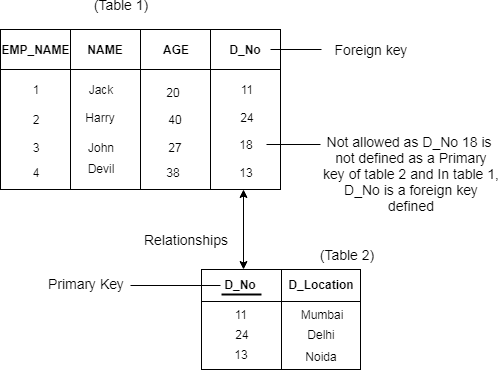 (Table 1)
EMP_NAME NAME AGE D_No Foreign key
1 Jack 20 11
2 Harry 40 24
3 John 27 18 Not allowed as D_No 18 is
not defined as a Primary
4 Devil 38 13 key of table 2 and In table 1,
D_No is a foreign key
defined
Relationships
(Table 2)
Primary Key D_No D_Location
11 Mumbai
24 Delhi
13 Noida